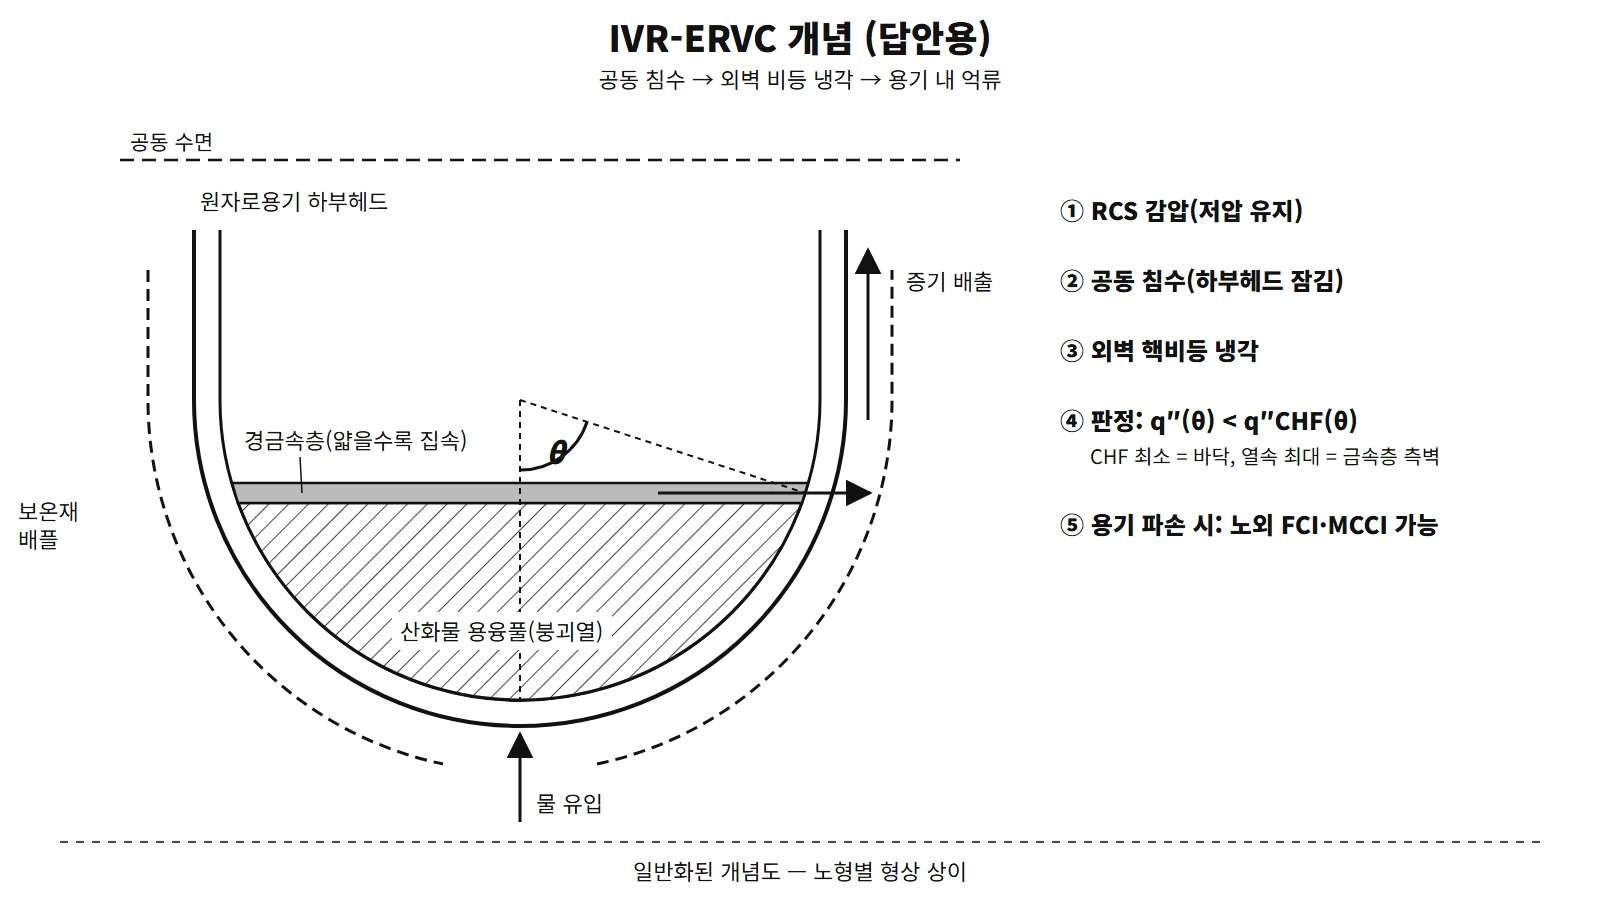 IVR-ERVC 개념 (답안용)
공동 침수 → 외벽 비등 냉각 → 용기 내 억류
공동 수면
원자로용기 하부헤드
증기 배출
경금속층(얇을수록 집속)
θ
보온재
배플
산화물 용융풀(붕괴열)
물 유입
① RCS 감압(저압 유지)
② 공동 침수(하부헤드 잠김)
③ 외벽 핵비등 냉각
④ 판정: q″(θ) < q″CHF(θ)
CHF 최소 = 바닥, 열속 최대 = 금속층 측벽
⑤ 용기 파손 시: 노외 FCI·MCCI 가능
일반화된 개념도 — 노형별 형상 상이